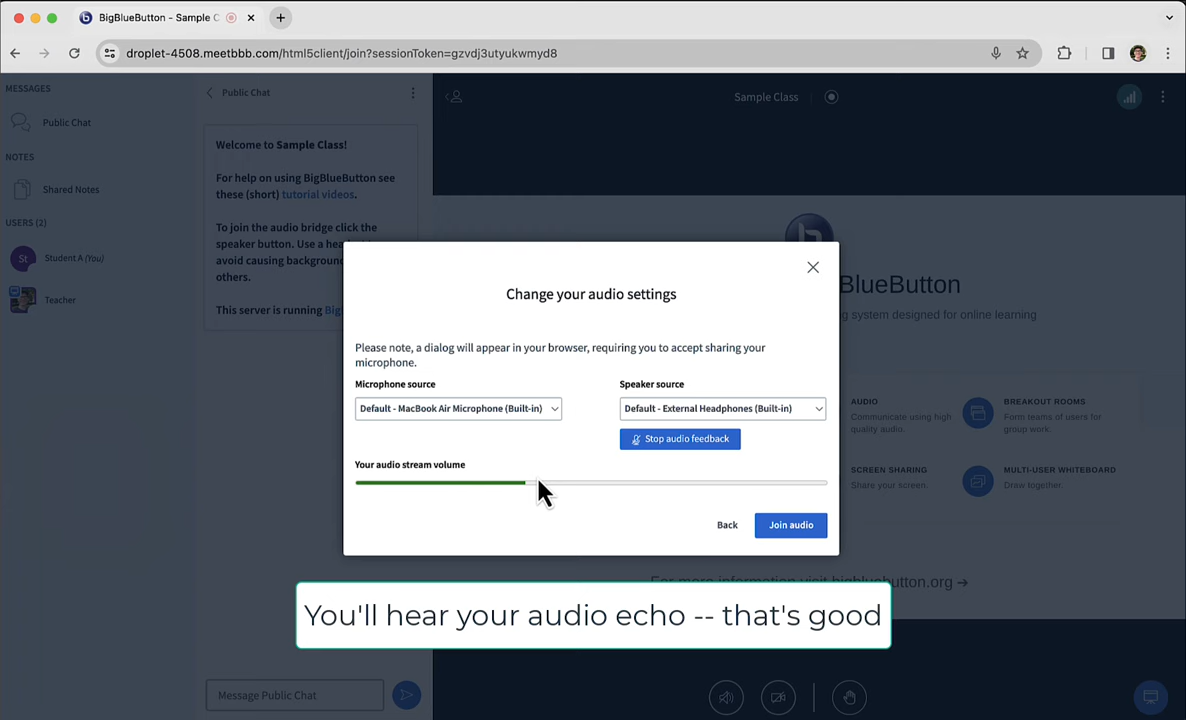 BigBlueButton - Sample C
droplet-4508.meetbbb.com/html5client/join?sessionToken=gzvdj3utyukwmyd8
MESSAGES
Public Chat
NOTES
Shared Notes
USERS (2)
St
Student A (You)
Teacher
Public Chat
Welcome to Sample Class!
For help on using BigBlueButton see
these (short) tutorial videos.
To join the audio bridge click the
speaker button. Use a hea
avoid causing background
others.
This server is running Big
Message Public Chat
Sample Class
BlueButton
g system designed for online learning
AUDIO
Communicate using high
quality audio.
BREAKOUT ROOMS
Form teams of users for
group work.
SCREEN SHARING
Share your screen.
MULTI-USER WHITEBOARD
Draw together.
For more information visit bigbluebutton.org →
Change your audio settings
Please note, a dialog will appear in your browser, requiring you to accept sharing your
microphone.
Microphone source
Default - MacBook Air Microphone (Built-in)
Speaker source
Default - External Headphones (Built-in)
Stop audio feedback
Your audio stream volume
Back
Join audio
You'll hear your audio echo -- that's good